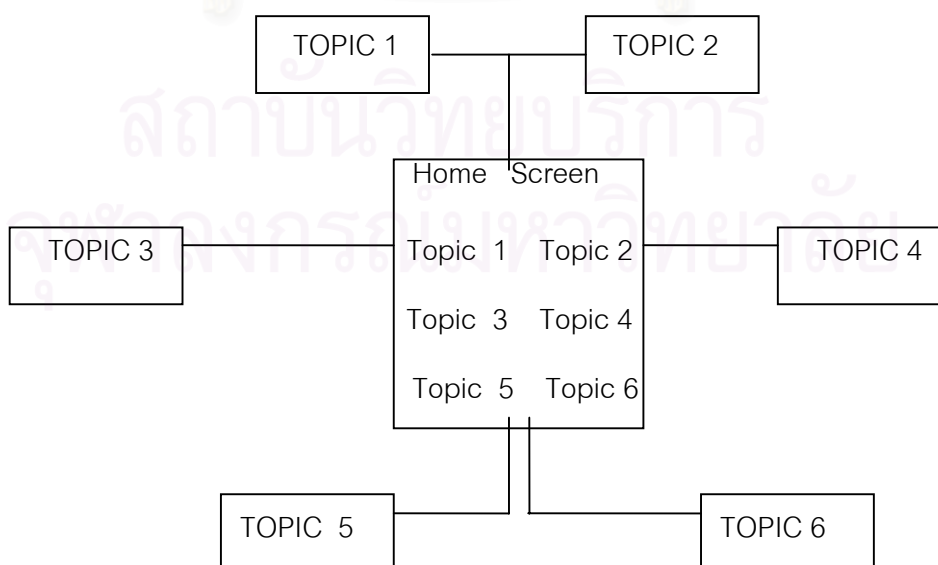 TOPIC 1 TOPIC 2
สถาบันวิทยบริการ
Home Screen
จุฬาลงกรณ์มหาวิทยาลัย
TOPIC 3 Topic 1 Topic 2 TOPIC 4
Topic 3 Topic 4
Topic 5 Topic 6
TOPIC 5 TOPIC 6